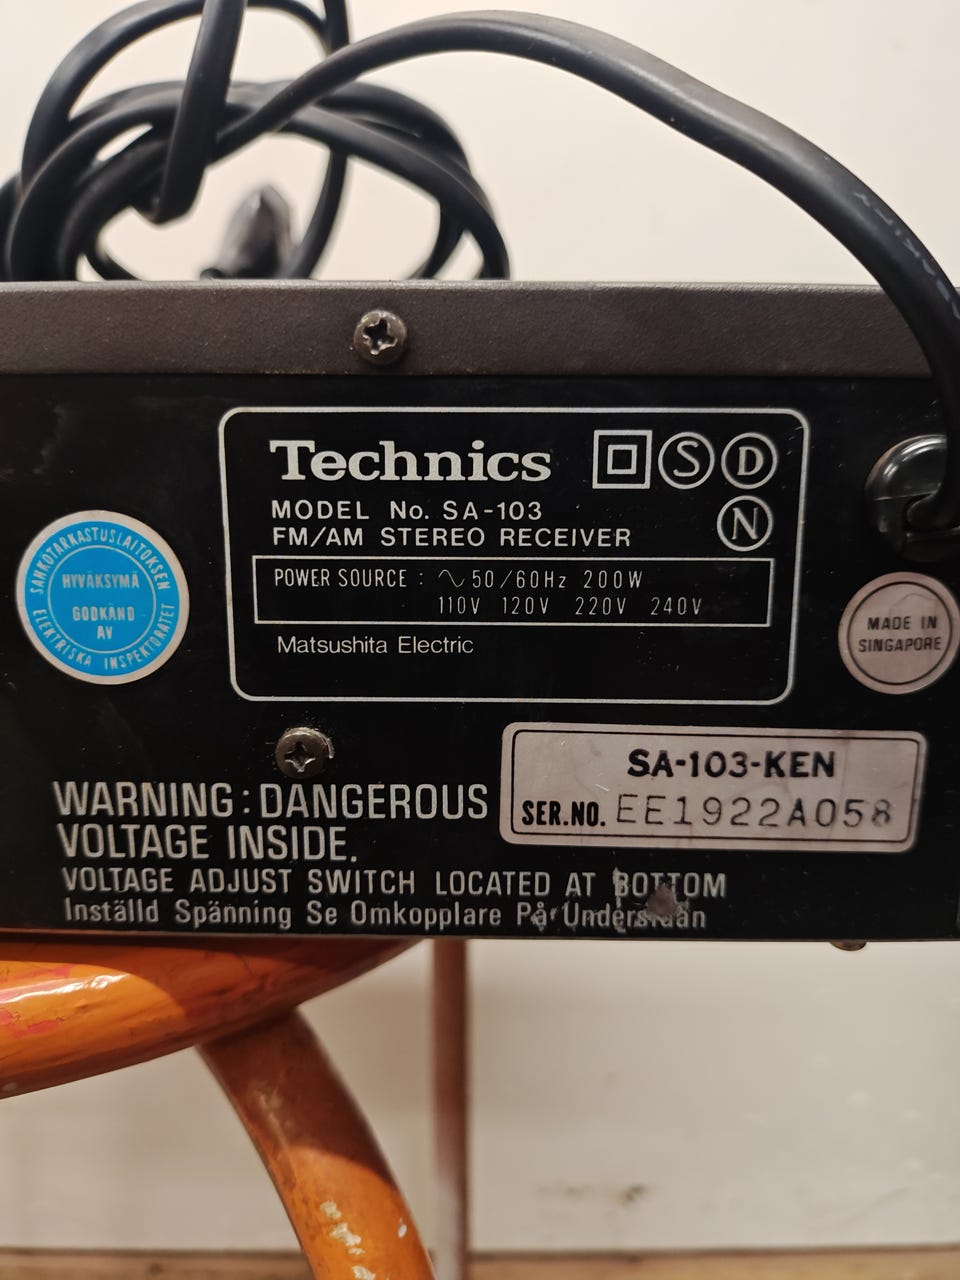 Technics
S D
MODEL No. SA-103
N
FM/AM STEREO RECEIVER
POWER SOURCE : 50/60Hz 200W
110V 120V 220V 240V
Matsushita Electric
SÄHKÖTARKASTUSLAITOKSEN
HYVÄKSYMÄ
GODKÄND
AV
ELEKTRISKA INSPEKTORATET
MADE IN
SINGAPORE
SA-103-KEN
SER.NO. EE1922A058
WARNING : DANGEROUS
VOLTAGE INSIDE.
VOLTAGE ADJUST SWITCH LOCATED AT BOTTOM
Inställd Spänning Se Omkopplare På Undersidan